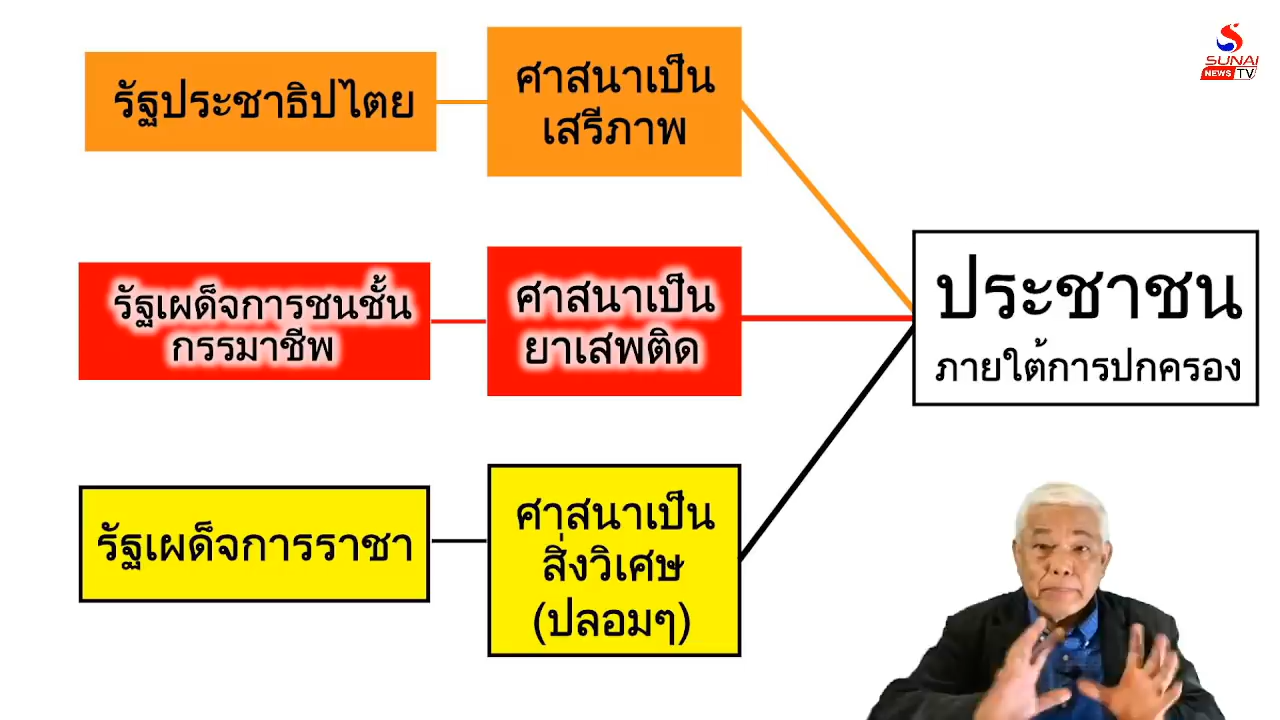 SUNAI
NEWS TV
รัฐประชาธิปไตย
ศาสนาเป็น
เสรีภาพ
รัฐเผด็จการชนชั้น
กรรมาชีพ
ศาสนาเป็น
ยาเสพติด
ประชาชน
ภายใต้การปกครอง
รัฐเผด็จการราชา
ศาสนาเป็น
สิ่งวิเศษ
(ปลอมๆ)